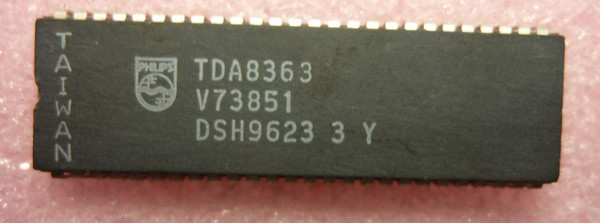 TAIWAN
PHILIPS
TDA8363
V73851
DSH9623 3 Y